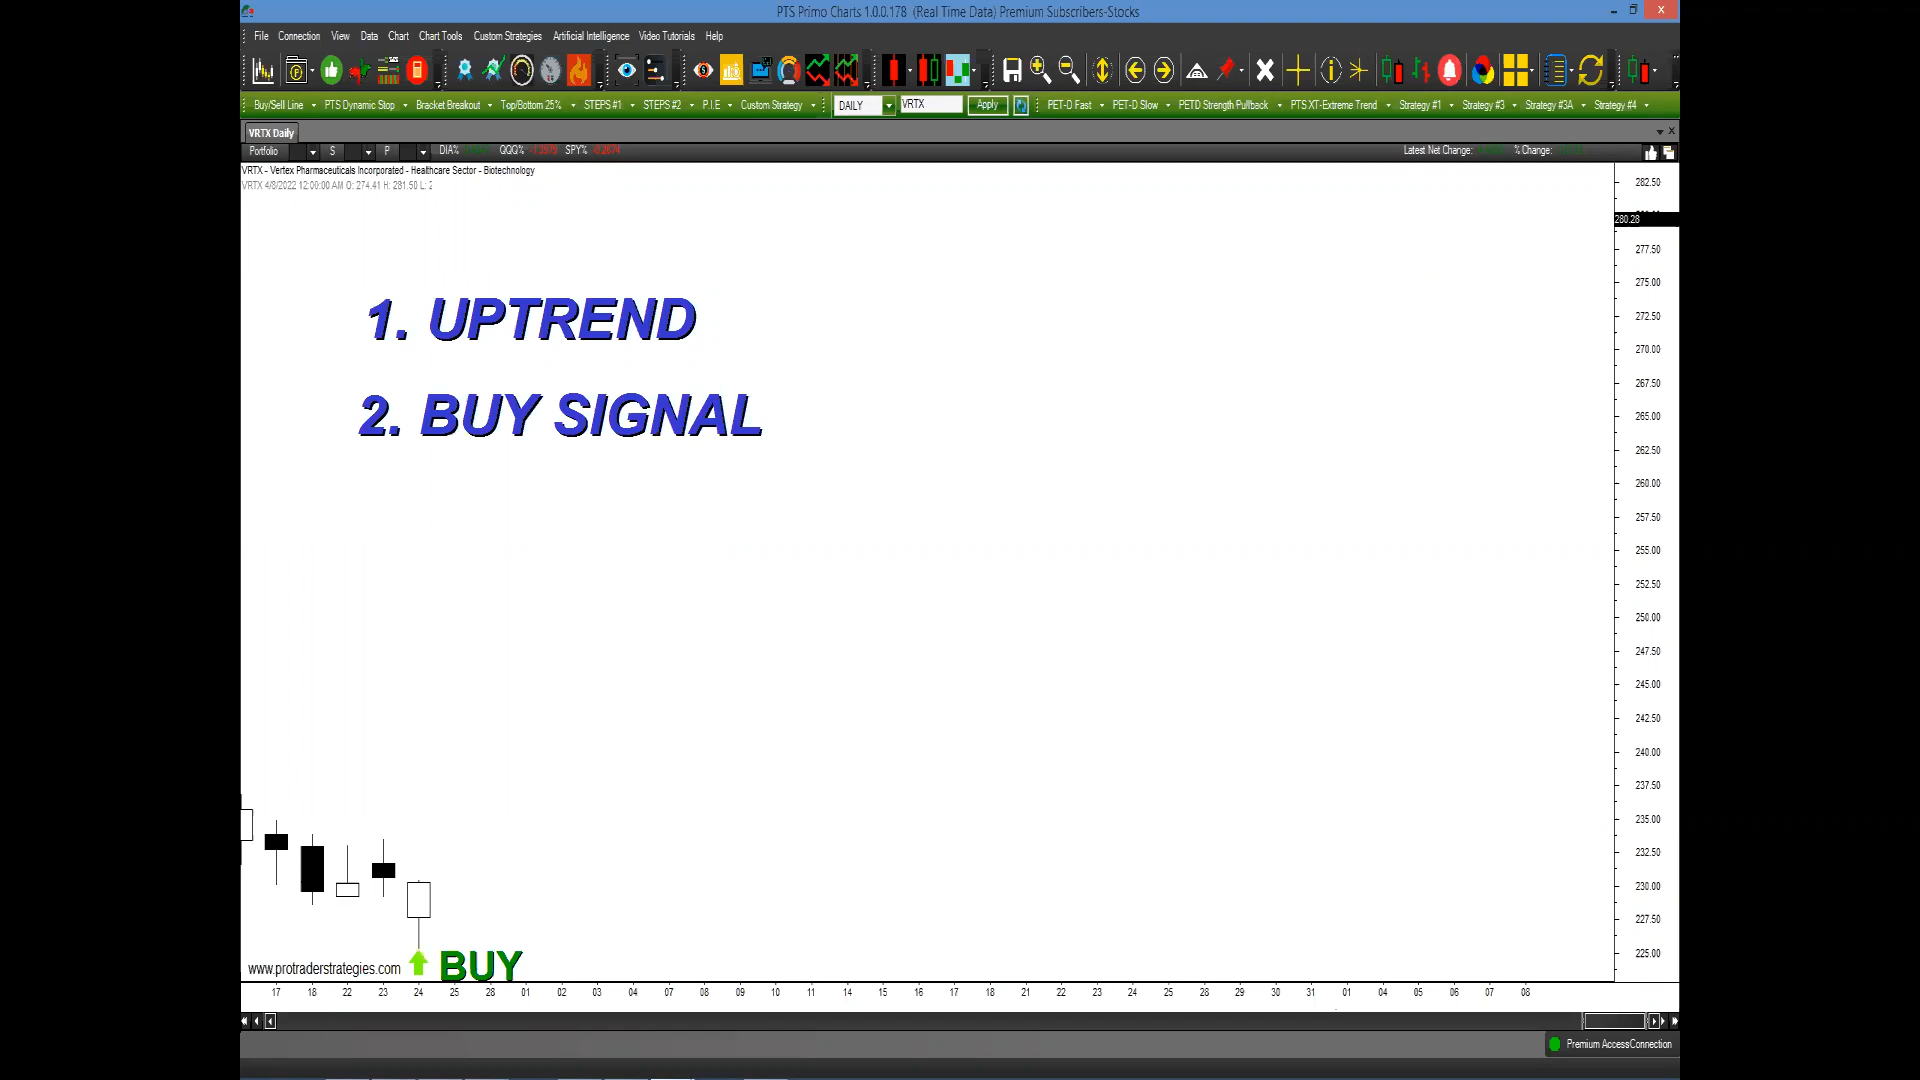 PTS Primo Charts 1.0.0.178 (Real Time Data) Premium Subscribers-Stocks
File Connection View Data Chart Chart Tools Custom Strategies Artificial Intelligence Video Tutorials Help
Buy/Sell Line PTS Dynamic Stop Bracket Breakout Top/Bottom 25% STEPS #1 STEPS #2 P.I.E Custom Strategy DAILY VRTX Apply PET-D Fast PET-D Slow PETD Strength Pullback PTS XT-Extreme Trend Strategy #1 Strategy #3 Strategy #3A Strategy #4
VRTX Daily
Portfolio S P DIA% QQQ% SPY% Latest Net Change: % Change:
VRTX - Vertex Pharmaceuticals Incorporated - Healthcare Sector - Biotechnology
VRTX 4/8/2022 12:00:00 AM O: 274.41 H: 281.50 L: 2
282.50
280.28
277.50
275.00
1. UPTREND
272.50
270.00
267.50
2. BUY SIGNAL
265.00
262.50
260.00
257.50
255.00
252.50
250.00
247.50
245.00
242.50
240.00
237.50
235.00
232.50
230.00
227.50
225.00
www.protraderstrategies.com BUY
17 18 22 23 24 25 28 01 02 03 04 07 08 09 10 11 14 15 16 17 18 21 22 23 24 25 28 29 30 31 01 04 05 06 07 08
Premium AccessConnection